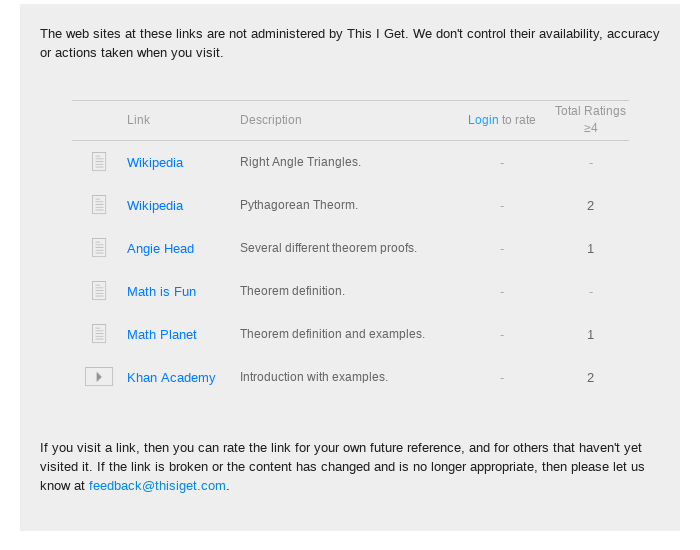 The web sites at these links are not administered by This I Get. We don't control their availability, accuracy
or actions taken when you visit.
Link Description Login to rate Total Ratings
≥4
Wikipedia Right Angle Triangles. - -
Wikipedia Pythagorean Theorm. - 2
Angie Head Several different theorem proofs. - 1
Math is Fun Theorem definition. - -
Math Planet Theorem definition and examples. - 1
Khan Academy Introduction with examples. - 2
If you visit a link, then you can rate the link for your own future reference, and for others that haven't yet
visited it. If the link is broken or the content has changed and is no longer appropriate, then please let us
know at feedback@thisiget.com.